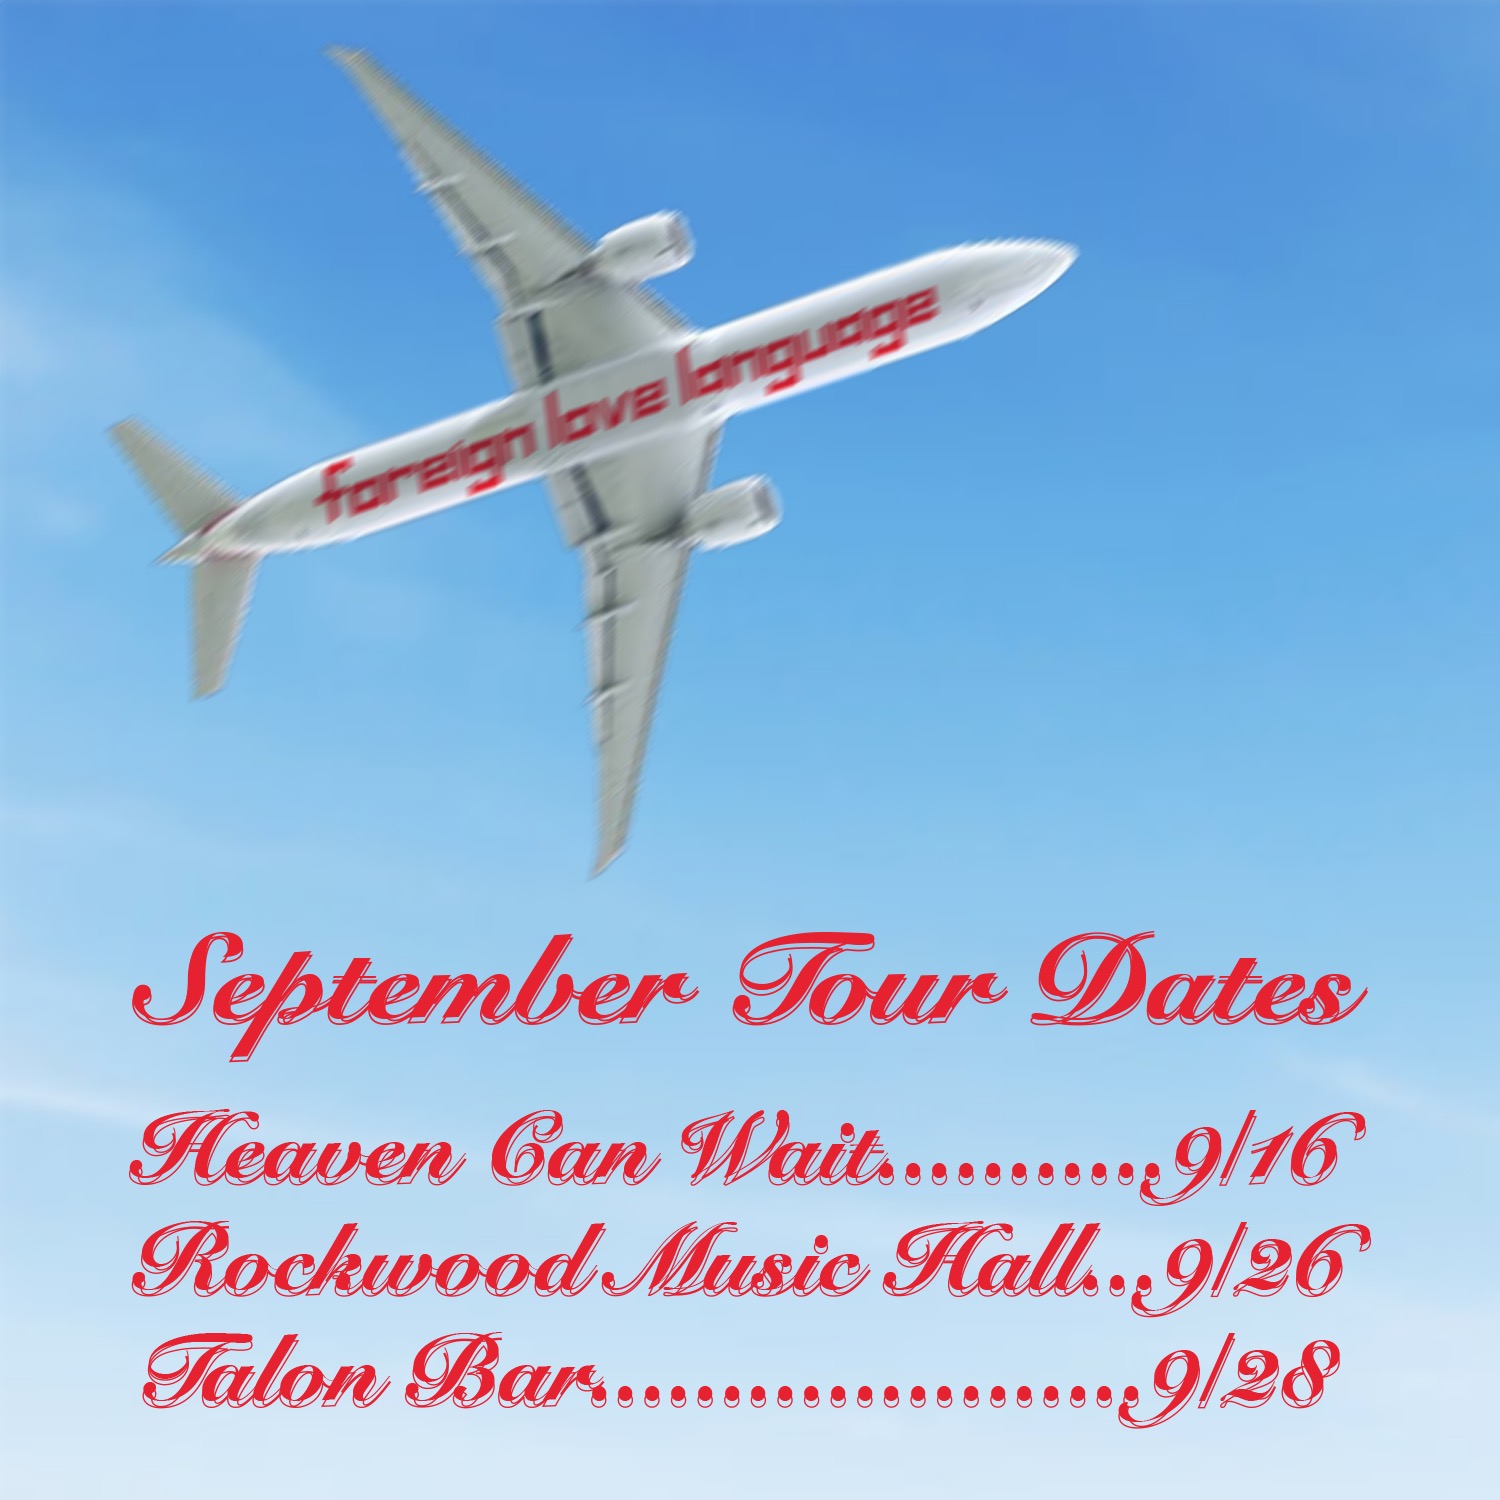 foreign love language
September Tour Dates
Heaven Can Wait...........9/16
Rockwood Music Hall...9/26
Talon Bar.....................9/28